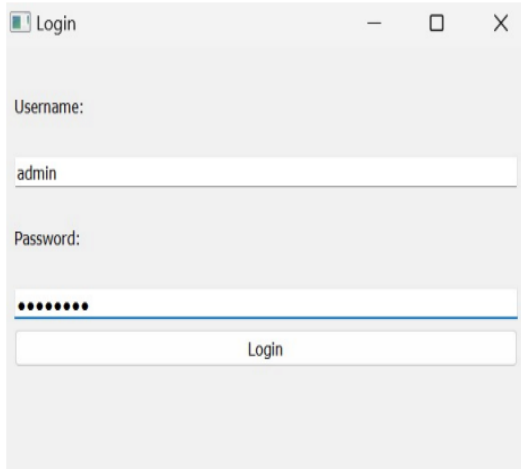 Login
Username:
admin
Password:
••••••••
Login